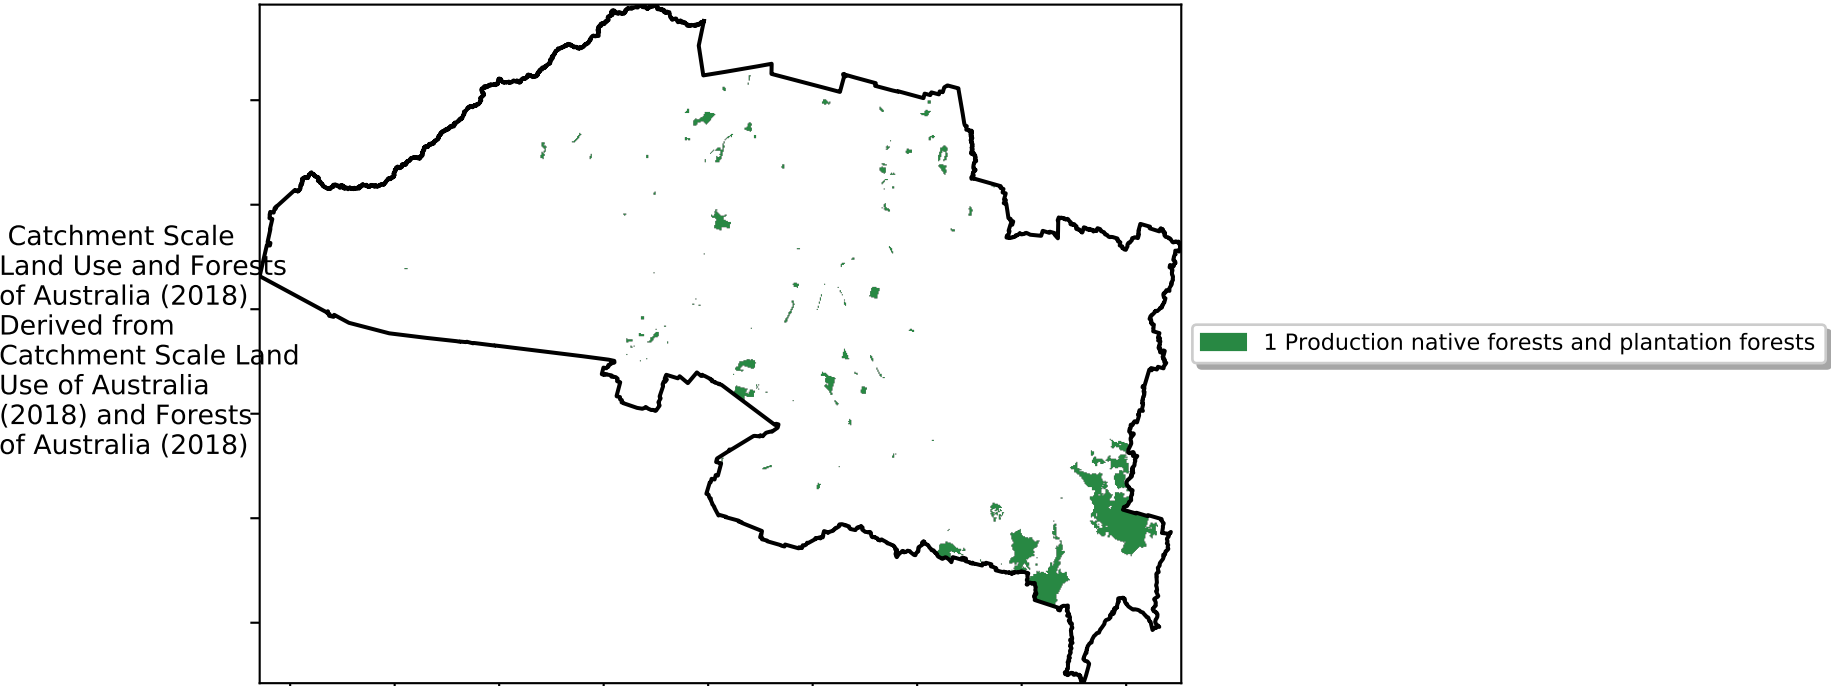 Catchment Scale
Land Use and Forests
of Australia (2018)
Derived from
Catchment Scale Land
Use of Australia
(2018) and Forests
of Australia (2018)
1 Production native forests and plantation forests